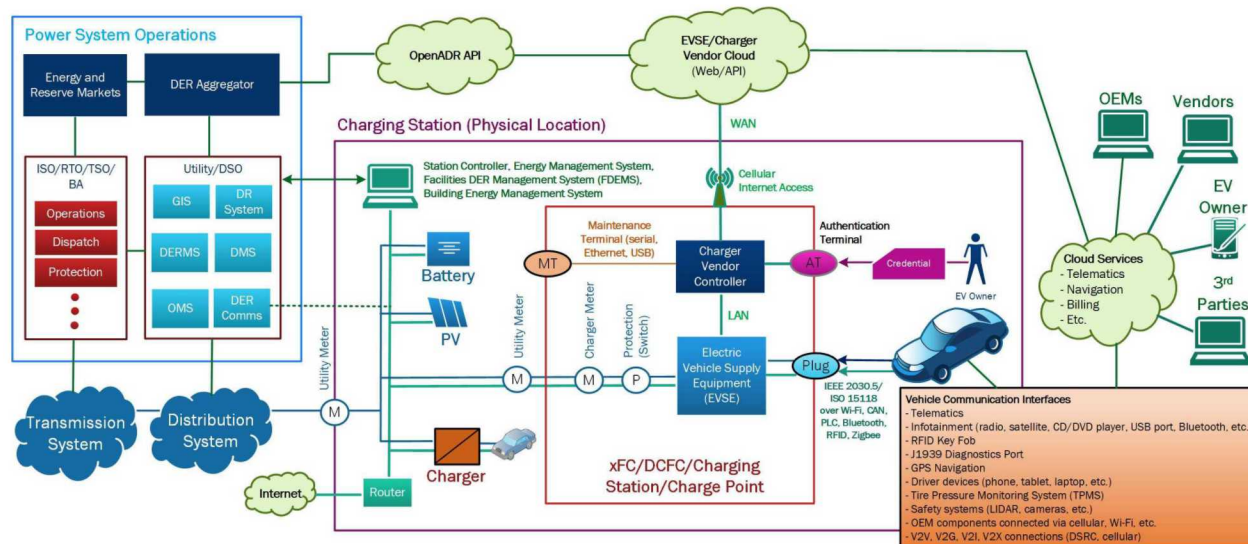 Power System Operations
Energy and
Reserve Markets
DER Aggregator
ISO/RTO/TSO/
BA
Operations
Dispatch
Protection
Utility/DSO
GIS
DR
System
DERMS
DMS
OMS
DER
Comms
Transmission
System
Distribution
System
OpenADR API
EVSE/Charger
Vendor Cloud
(Web/API)
WAN
Charging Station (Physical Location)
Station Controller, Energy Management System,
Facilities DER Management System (FDEMS),
Building Energy Management System
Cellular
Internet Access
Battery
PV
Utility Meter
M
Charger
Internet
Router
Maintenance
Terminal (serial,
Ethernet, USB)
MT
Charger
Vendor
Controller
Authentication
Terminal
AT
Credential
EV Owner
LAN
Utility Meter
M
Charger Meter
M
Protection
(Switch)
P
Electric
Vehicle Supply
Equipment
(EVSE)
Plug
IEEE 2030.5/
ISO 15118
over Wi-Fi, CAN,
PLC, Bluetooth,
RFID, Zigbee
xFC/DCFC/Charging
Station/Charge Point
OEMs
Vendors
EV
Owner
3rd
Parties
Cloud Services
- Telematics
- Navigation
- Billing
- Etc.
Vehicle Communication Interfaces
- Telematics
- Infotainment (radio, satellite, CD/DVD player, USB port, Bluetooth, etc.
- RFID Key Fob
- J1939 Diagnostics Port
- GPS Navigation
- Driver devices (phone, tablet, laptop, etc.)
- Tire Pressure Monitoring System (TPMS)
- Safety systems (LIDAR, cameras, etc.)
- OEM components connected via cellular, Wi-Fi, etc.
- V2V, V2G, V2I, V2X connections (DSRC, cellular)